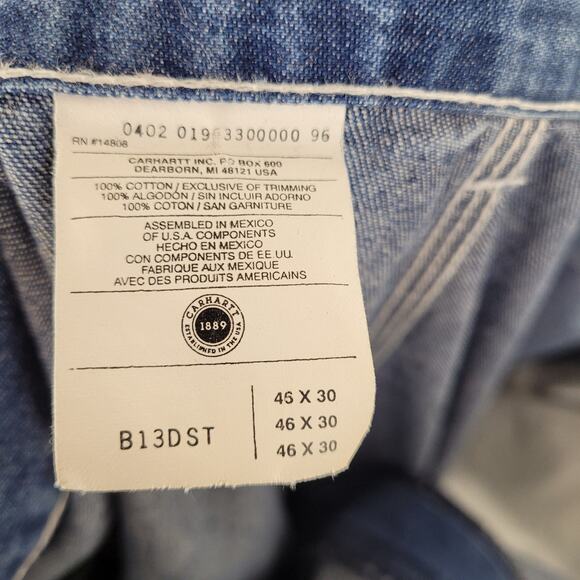 0402 019 3300000 96
RN #14806
CARHARTT INC. PO BOX 600
DEARBORN, MI 48121 USA
100% COTTON / EXCLUSIVE OF TRIMMING
100% ALGODON / SIN INCLUIR ADORNO
100% COTON / SAN GARNITURE
ASSEMBLED IN MEXICO
OF U.S.A. COMPONENTS
HECHO EN MEXICO
CON COMPONENTS DE EE UU.
FABRIQUE AUX MEXIQUE
AVEC DES PRODUITS AMERICAINS
CARHARTT
1889
ESTABLISHED IN THE USA
B13DST
46 X 30
46 X 30
46 X 30